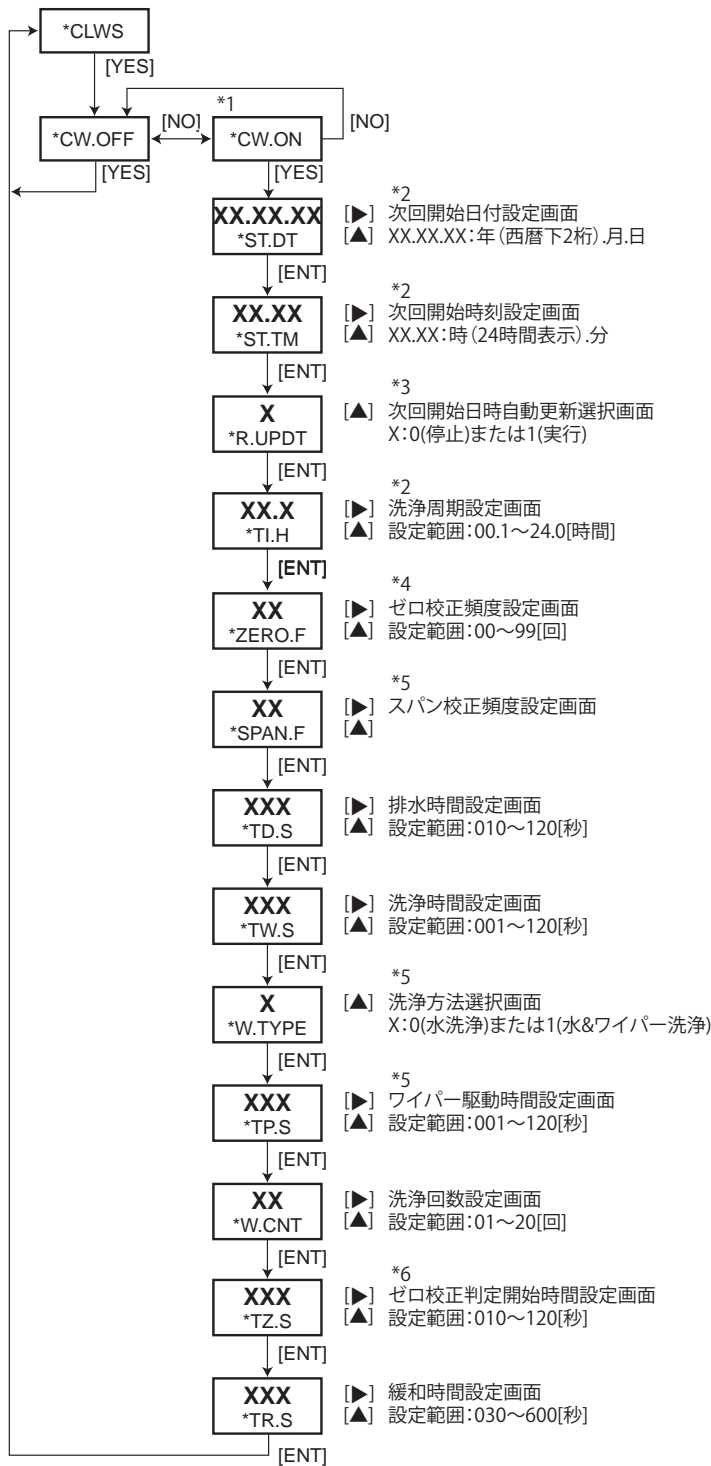 *CLWS
[YES]
*1
*CW.OFF
[NO]
*CW.ON
[NO]
[YES]
[YES]
*2
XX.XX.XX
*ST.DT
[▶] 次回開始日付設定画面
[▲] XX.XX.XX：年（西暦下2桁）.月.日
[ENT]
*2
XX.XX
*ST.TM
[▶] 次回開始時刻設定画面
[▲] XX.XX：時（24時間表示）.分
[ENT]
*3
X
*R.UPDT
[▲] 次回開始日時自動更新選択画面
X：0(停止)または1(実行)
[ENT]
*2
XX.X
*TI.H
[▶] 洗浄周期設定画面
[▲] 設定範囲：00.1～24.0[時間]
[ENT]
*4
XX
*ZERO.F
[▶] ゼロ校正頻度設定画面
[▲] 設定範囲：00～99[回]
[ENT]
*5
XX
*SPAN.F
[▶] スパン校正頻度設定画面
[▲]
[ENT]
XXX
*TD.S
[▶] 排水時間設定画面
[▲] 設定範囲：010～120[秒]
[ENT]
XXX
*TW.S
[▶] 洗浄時間設定画面
[▲] 設定範囲：001～120[秒]
[ENT]
*5
X
*W.TYPE
[▲] 洗浄方法選択画面
X：0(水洗浄)または1(水&ワイパー洗浄)
[ENT]
*5
XXX
*TP.S
[▶] ワイパー駆動時間設定画面
[▲] 設定範囲：001～120[秒]
[ENT]
XX
*W.CNT
[▶] 洗浄回数設定画面
[▲] 設定範囲：01～20[回]
[ENT]
*6
XXX
*TZ.S
[▶] ゼロ校正判定開始時間設定画面
[▲] 設定範囲：010～120[秒]
[ENT]
XXX
*TR.S
[▶] 緩和時間設定画面
[▲] 設定範囲：030～600[秒]
[ENT]